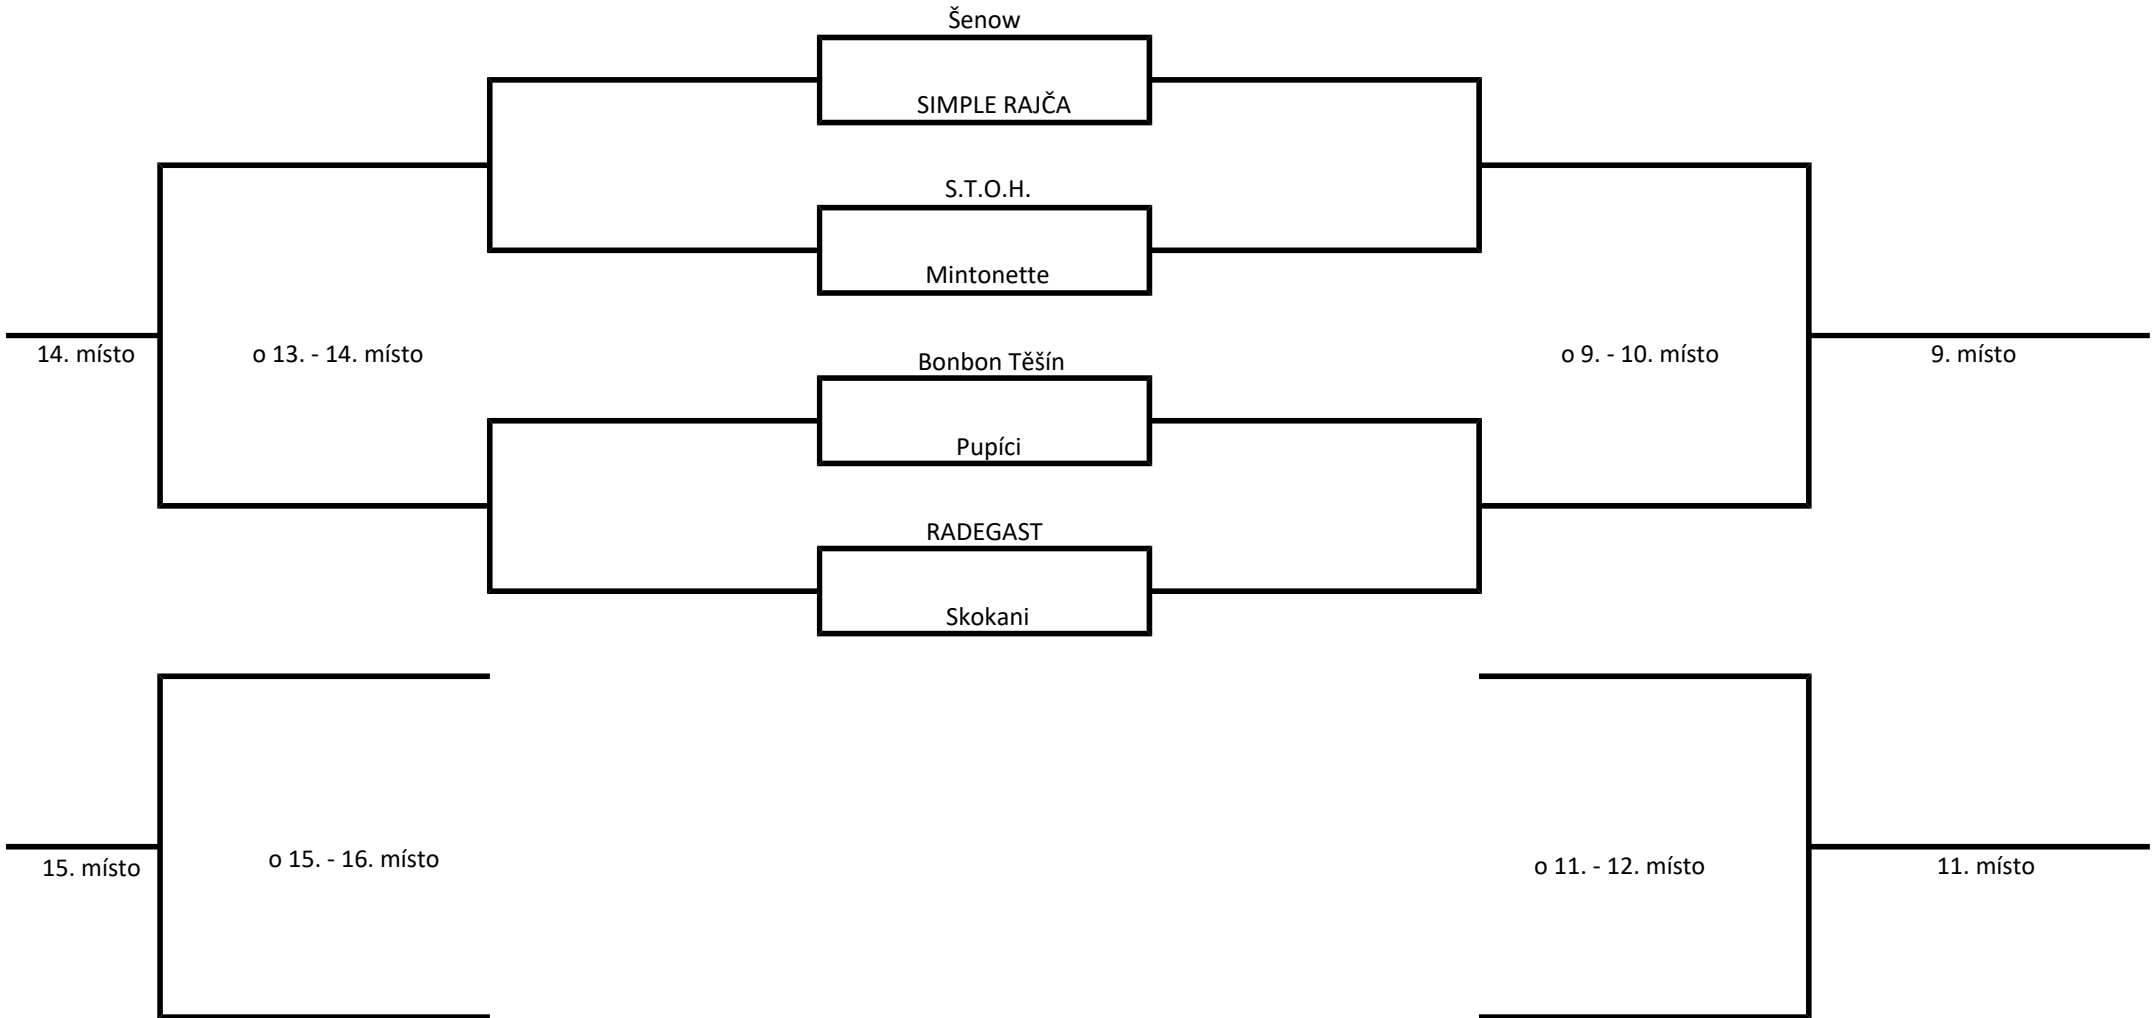 Šenow
SIMPLE RAJČA
S.T.O.H.
Mintonette
14. místo
o 13. - 14. místo
Bonbon Těšín
o 9. - 10. místo
9. místo
Pupíci
RADEGAST
Skokani
15. místo
o 15. - 16. místo
o 11. - 12. místo
11. místo